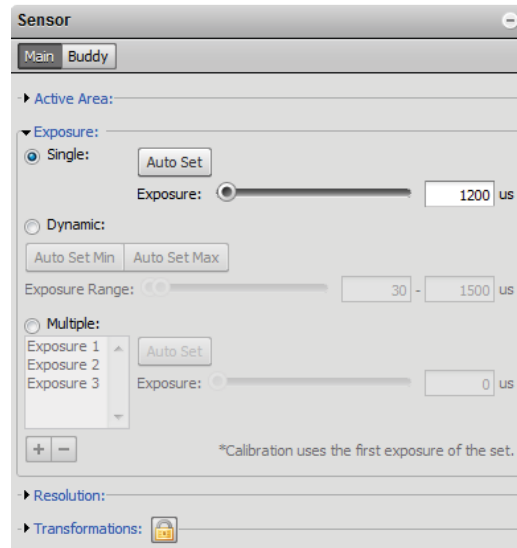 Sensor
Main Buddy
Active Area:
Exposure:
Single: Auto Set
Exposure: 1200 us
Dynamic:
Auto Set Min Auto Set Max
Exposure Range: 30 - 1500 us
Multiple:
Exposure 1 Auto Set
Exposure 2
Exposure 3 Exposure: 0 us
+ - *Calibration uses the first exposure of the set.
Resolution:
Transformations: